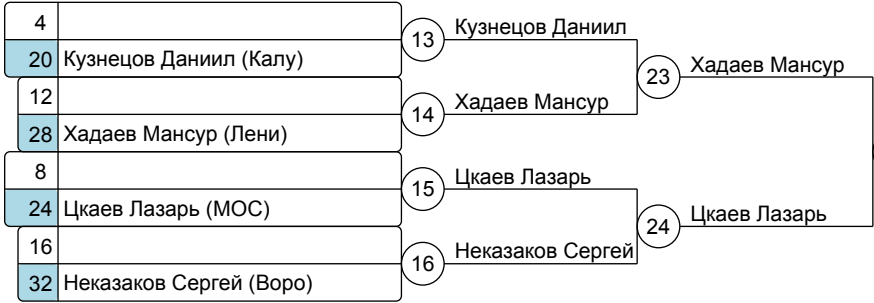 4
20 Кузнецов Даниил (Калу)
13 Кузнецов Даниил
12
28 Хадаев Мансур (Лени)
14 Хадаев Мансур
23 Хадаев Мансур
8
24 Цкаев Лазарь (МОС)
15 Цкаев Лазарь
16
32 Неказаков Сергей (Воро)
16 Неказаков Сергей
24 Цкаев Лазарь